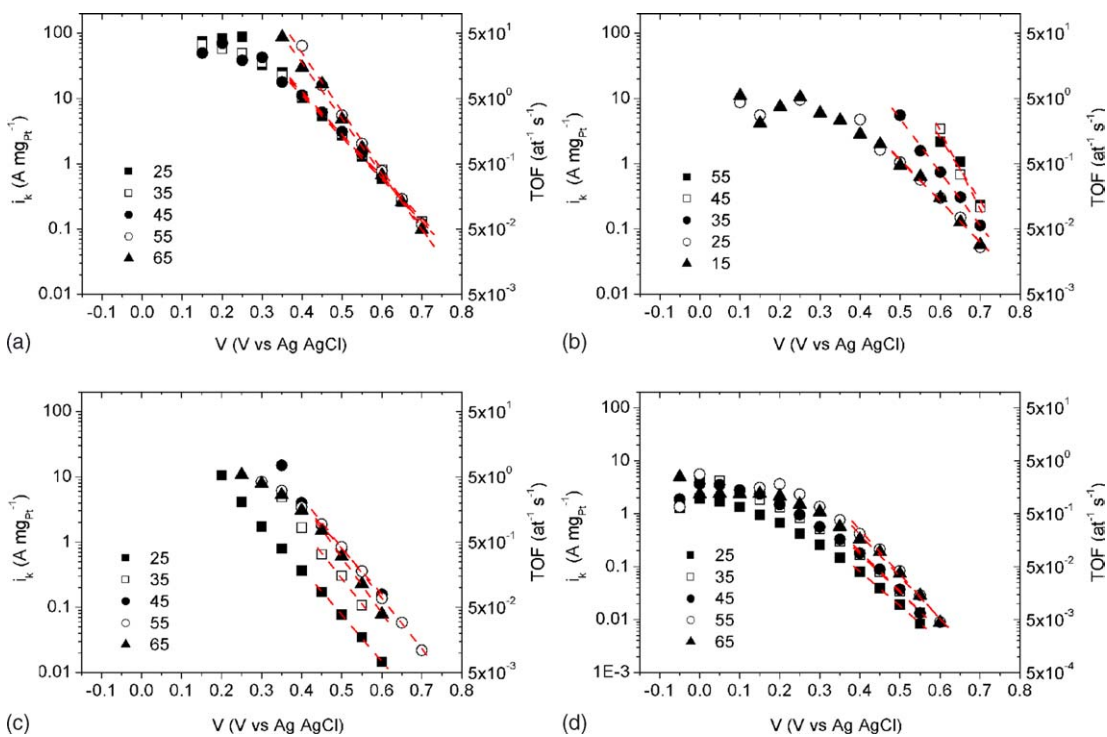 100
10
1
0.1
0.01
i_k (A mg_Pt^-1)
5x10^1
5x10^0
5x10^-1
5x10^-2
5x10^-3
TOF (at^-1 s^-1)
25
35
45
55
65
-0.1 0.0 0.1 0.2 0.3 0.4 0.5 0.6 0.7 0.8
V (V vs Ag AgCl)
(a)
100
10
1
0.1
0.01
i_k (A mg_Pt^-1)
5x10^1
5x10^0
5x10^-1
5x10^-2
5x10^-3
TOF (at^-1 s^-1)
55
45
35
25
15
-0.1 0.0 0.1 0.2 0.3 0.4 0.5 0.6 0.7 0.8
V (V vs Ag AgCl)
(b)
100
10
1
0.1
0.01
i_k (A mg_Pt^-1)
5x10^1
5x10^0
5x10^-1
5x10^-2
5x10^-3
TOF (at^-1 s^-1)
25
35
45
55
65
-0.1 0.0 0.1 0.2 0.3 0.4 0.5 0.6 0.7 0.8
V (V vs Ag AgCl)
(c)
100
10
1
0.1
0.01
1E-3
i_k (A mg_Pt^-1)
5x10^1
5x10^0
5x10^-1
5x10^-2
5x10^-3
5x10^-4
TOF (at^-1 s^-1)
25
35
45
55
65
-0.1 0.0 0.1 0.2 0.3 0.4 0.5 0.6 0.7 0.8
V (V vs Ag AgCl)
(d)